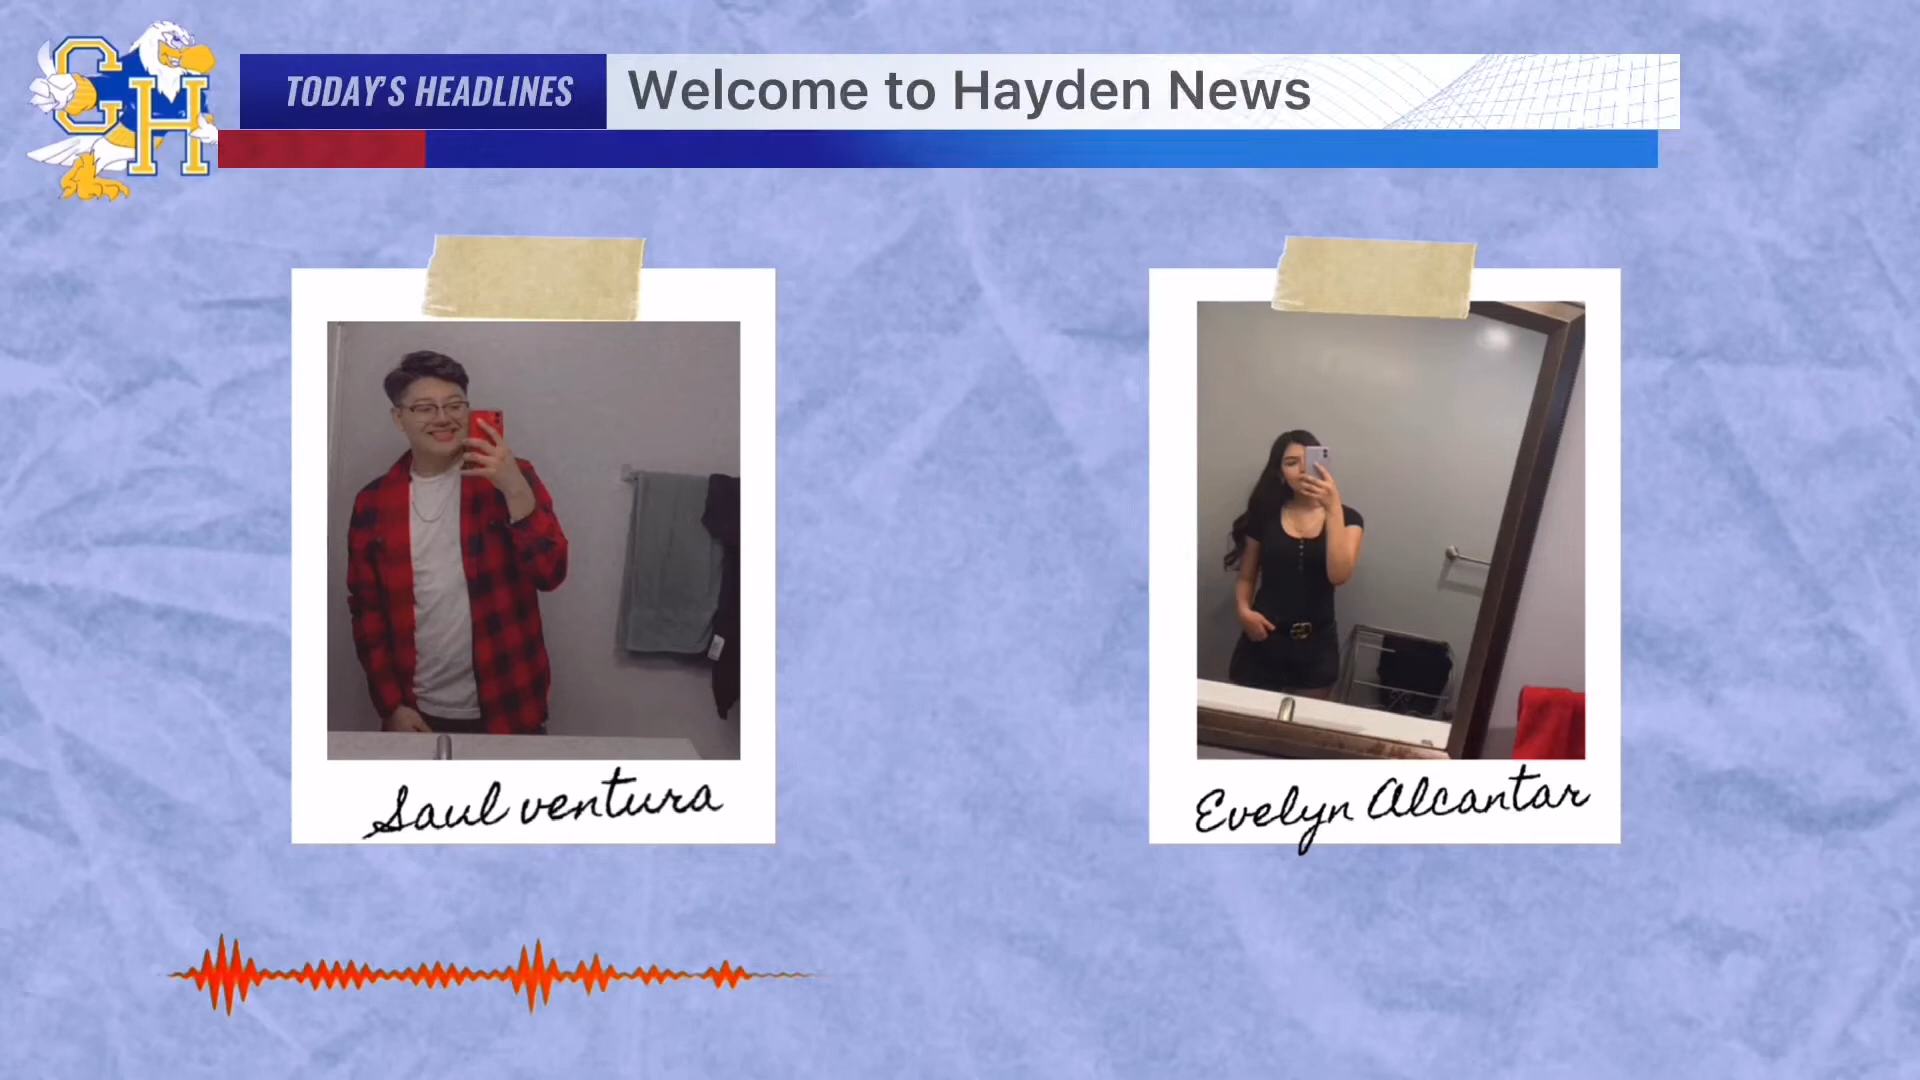 GH
TODAY'S HEADLINES
Welcome to Hayden News
Saul ventura
Evelyn Alcantar